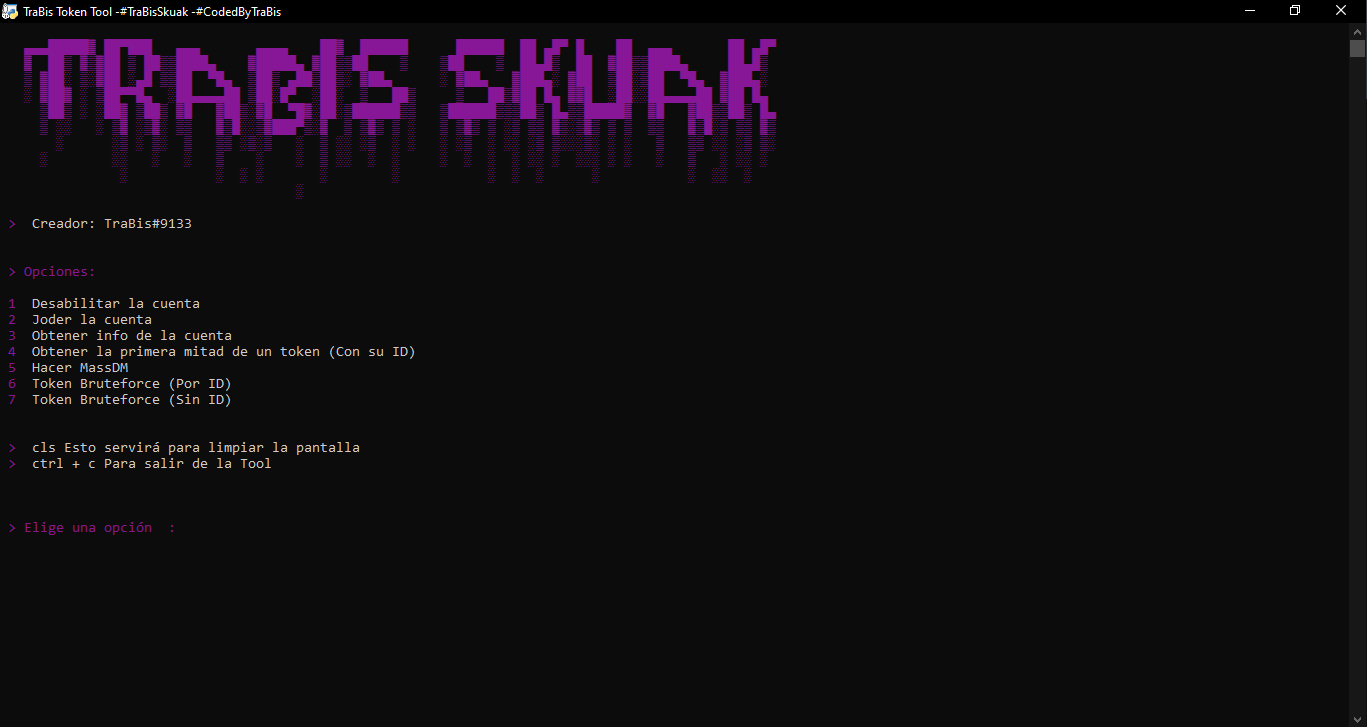 TraBis Token Tool -#TraBisSkuak -#CodedByTraBis
TRABIS SKUAK
> Creador: TraBis#9133
> Opciones:
1 Desabilitar la cuenta
2 Joder la cuenta
3 Obtener info de la cuenta
4 Obtener la primera mitad de un token (Con su ID)
5 Hacer MassDM
6 Token Bruteforce (Por ID)
7 Token Bruteforce (Sin ID)
> cls Esto servirá para limpiar la pantalla
> ctrl + c Para salir de la Tool
> Elige una opción :